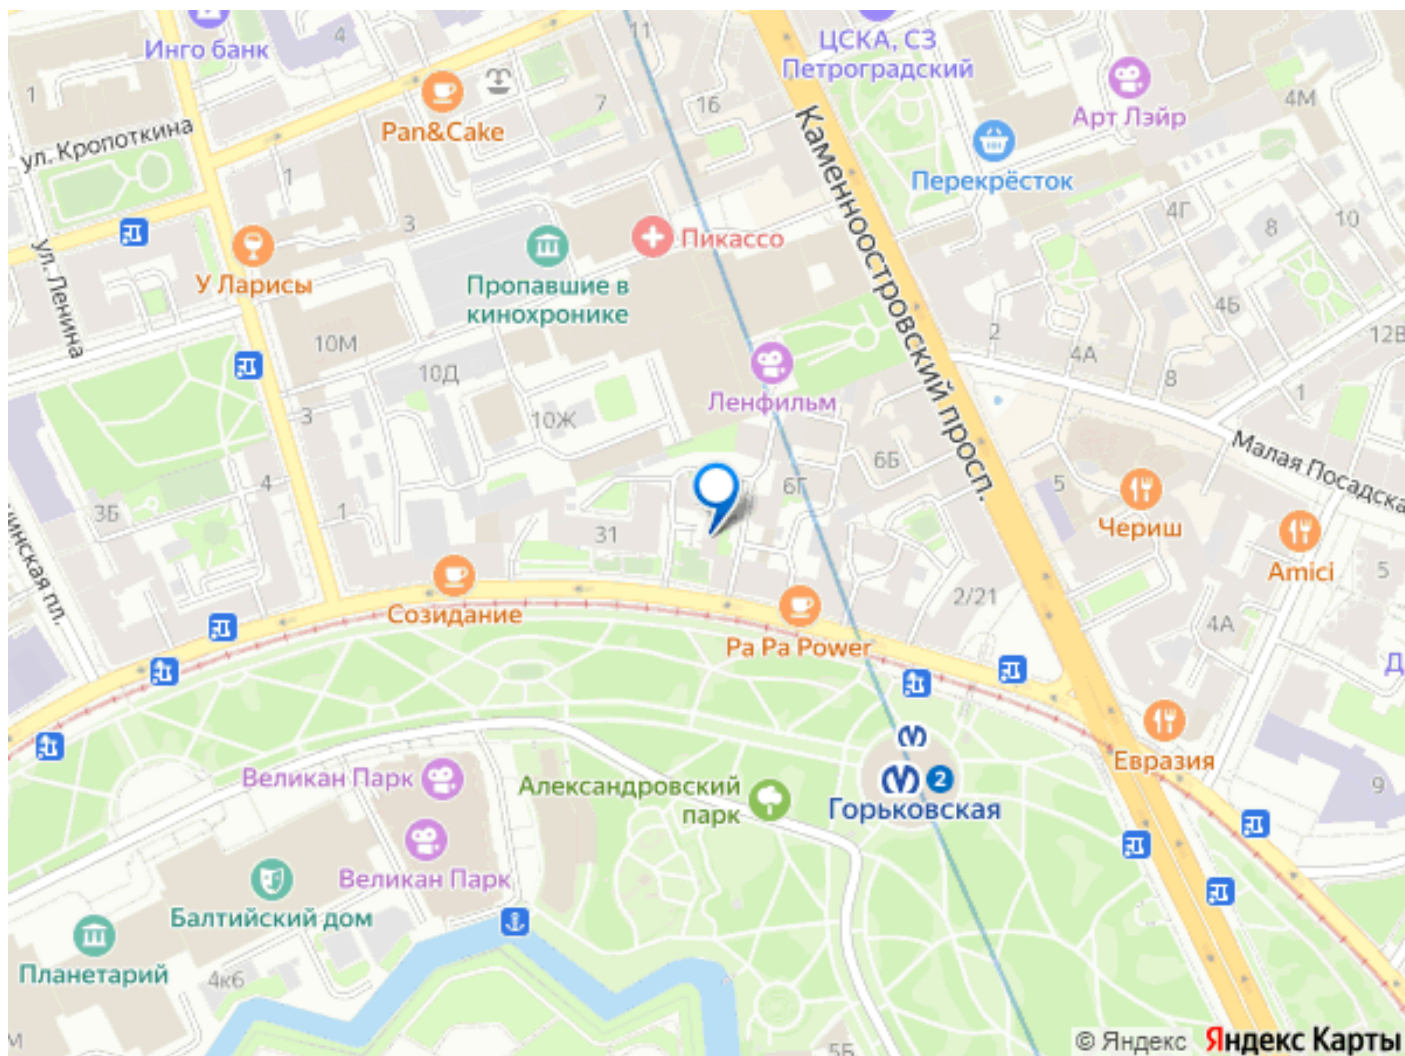 Инго банк
4
11
ЦСКА, СЗ
Петроградский
1
Pan&Cake
7
16
Арт Лэйр
4М
ул. Кропоткина
Каменноостровский просп.
Перекрёсток
1
3
4Г
8
10
ул. Ленина
У Ларисы
Пропавшие в
кинохронике
Пикассо
4Б
10М
2
4А
12В
10Д
8
1
Ленфильм
3
10Ж
Малая Посадска
6Б
4
6Г
5
3Б
1
31
Чериш
Amici
5
нинская пл.
Созидание
2/21
4А
Pa Pa Power
Д
Евразия
Великан Парк
Александровский
парк
2
Горьковская
9
Великан Парк
Балтийский дом
Планетарий
4к6
М
5Б
© Яндекс Яндекс Карты